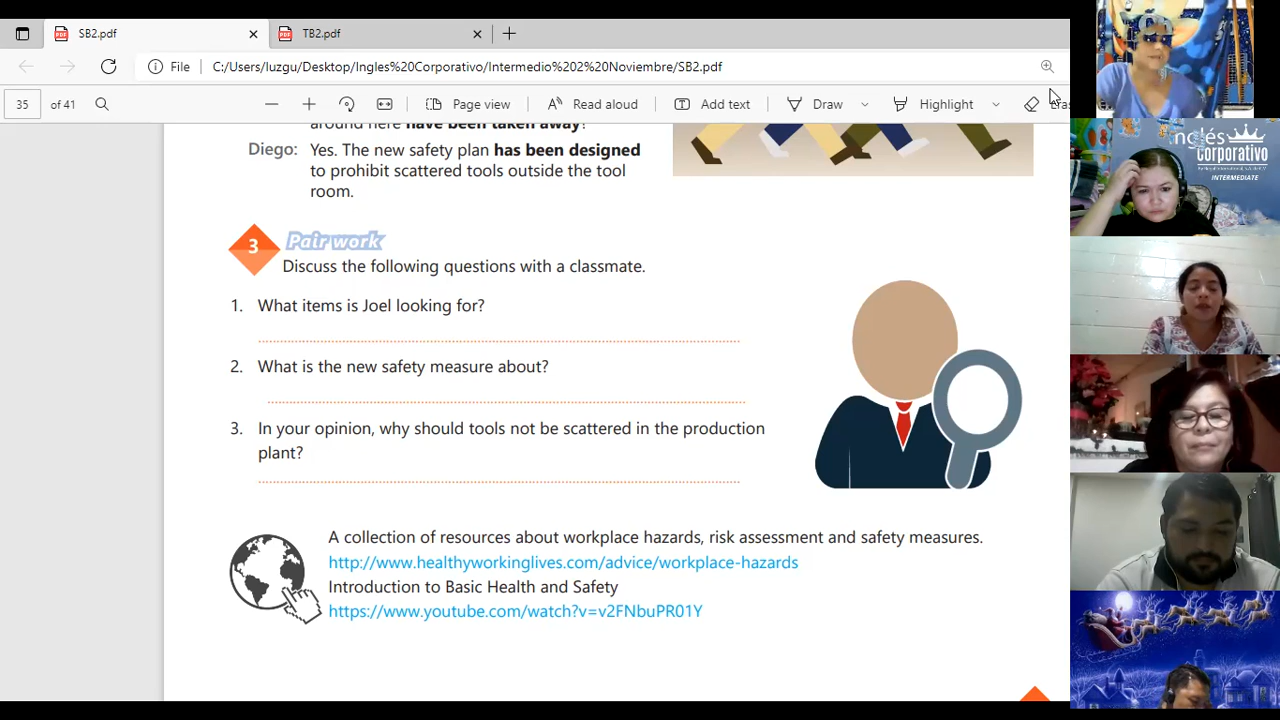 SB2.pdf
TB2.pdf
File
C:/Users/luzgu/Desktop/Ingles%20Corporativo/Intermedio%202%20Noviembre/SB2.pdf
35
of 41
Page view
Read aloud
Add text
Draw
Highlight
around here have been taken away?
Diego: Yes. The new safety plan has been designed
to prohibit scattered tools outside the tool
room.
3
Pair work
Discuss the following questions with a classmate.
1. What items is Joel looking for?
2. What is the new safety measure about?
3. In your opinion, why should tools not be scattered in the production
plant?
A collection of resources about workplace hazards, risk assessment and safety measures.
http://www.healthyworkinglives.com/advice/workplace-hazards
Introduction to Basic Health and Safety
https://www.youtube.com/watch?v=v2FNbuPR01Y
Inglés
Corporativo
INTERMEDIATE